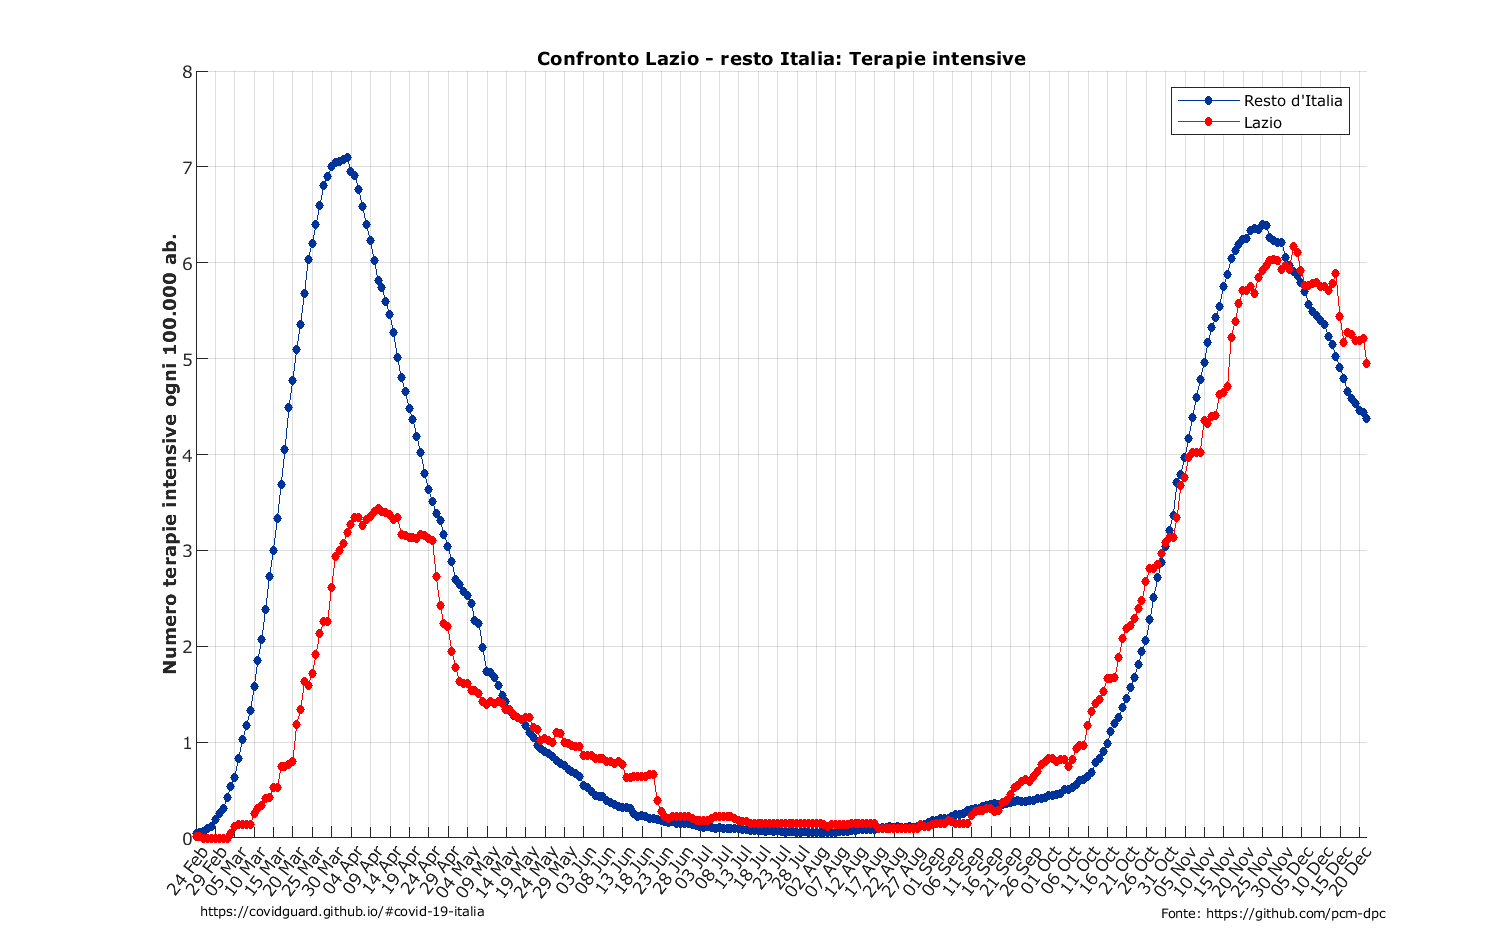 Confronto Lazio - resto Italia: Terapie intensive
Resto d'Italia
Lazio
Numero terapie intensive ogni 100.000 ab.
8
7
6
5
4
3
2
1
0
24 Feb
29 Feb
05 Mar
10 Mar
15 Mar
20 Mar
25 Mar
30 Mar
04 Apr
09 Apr
14 Apr
19 Apr
24 Apr
29 Apr
04 May
09 May
14 May
19 May
24 May
29 May
03 Jun
08 Jun
13 Jun
18 Jun
23 Jun
28 Jun
03 Jul
08 Jul
13 Jul
18 Jul
23 Jul
28 Jul
02 Aug
07 Aug
12 Aug
17 Aug
22 Aug
27 Aug
01 Sep
06 Sep
11 Sep
16 Sep
21 Sep
26 Sep
01 Oct
06 Oct
11 Oct
16 Oct
21 Oct
26 Oct
31 Oct
05 Nov
10 Nov
15 Nov
20 Nov
25 Nov
30 Nov
05 Dec
10 Dec
15 Dec
20 Dec
https://covidguard.github.io/#covid-19-italia
Fonte: https://github.com/pcm-dpc